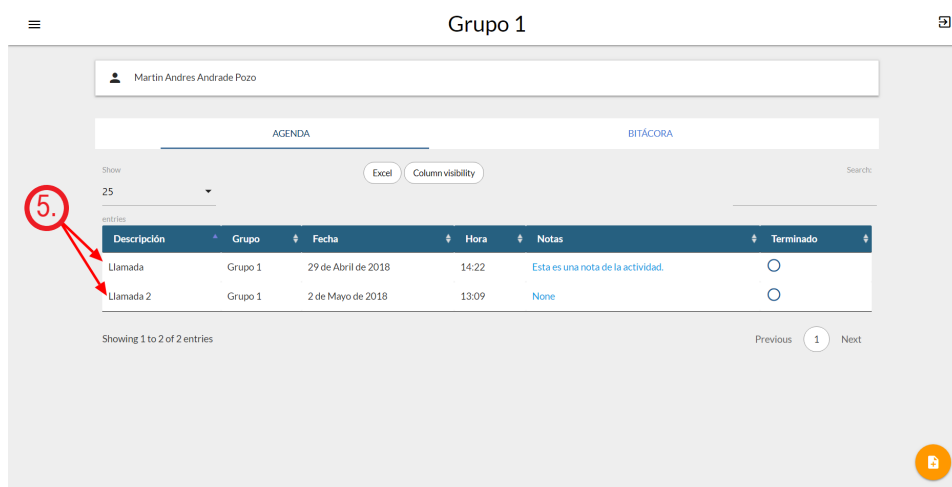 Grupo 1
Martin Andres Andrade Pozo
AGENDA BITÁCORA
Show
25
entries
Excel Column visibility
Search:
5.
Descripción Grupo Fecha Hora Notas Terminado
Llamada Grupo 1 29 de Abril de 2018 14:22 Esta es una nota de la actividad.
Llamada 2 Grupo 1 2 de Mayo de 2018 13:09 None
Showing 1 to 2 of 2 entries
Previous 1 Next